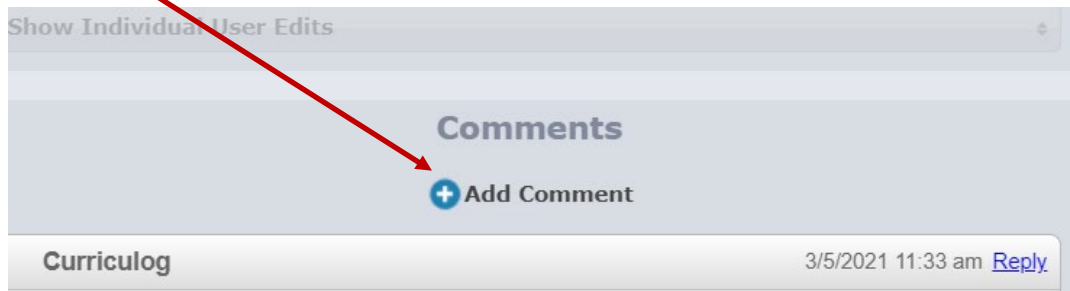 Show Individual User Edits
Comments
Add Comment
Curriculog 3/5/2021 11:33 am Reply